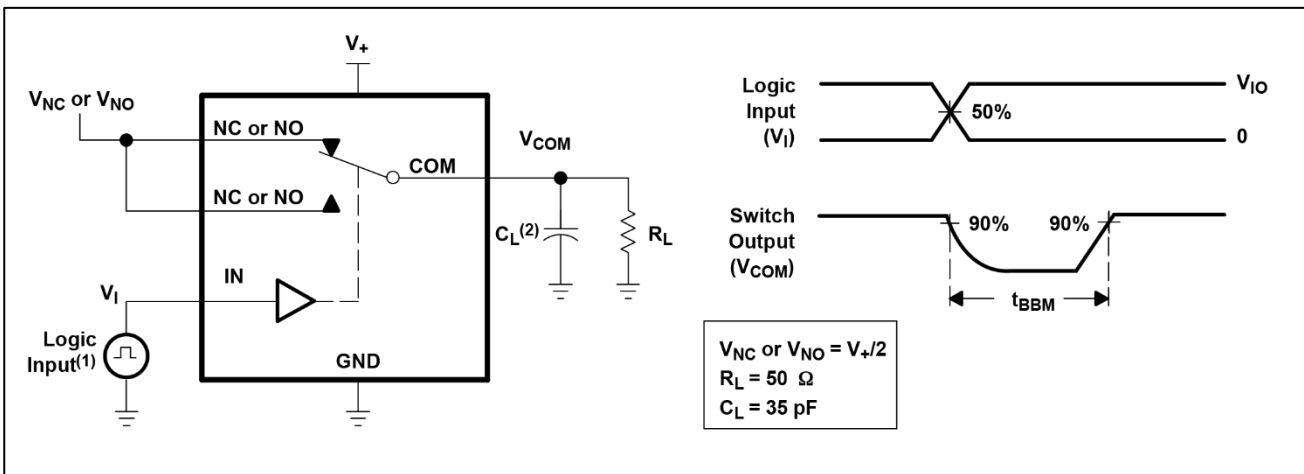 V+
VNC or VNO
NC or NO
VCOM
COM
NC or NO
CL(2)
RL
IN
VI
Logic
Input(1)
GND
Logic
Input
(VI)
50%
VIO
0
Switch
Output
(VCOM)
90%
90%
tBBM
VNC or VNO = V+/2
RL = 50 Ω
CL = 35 pF